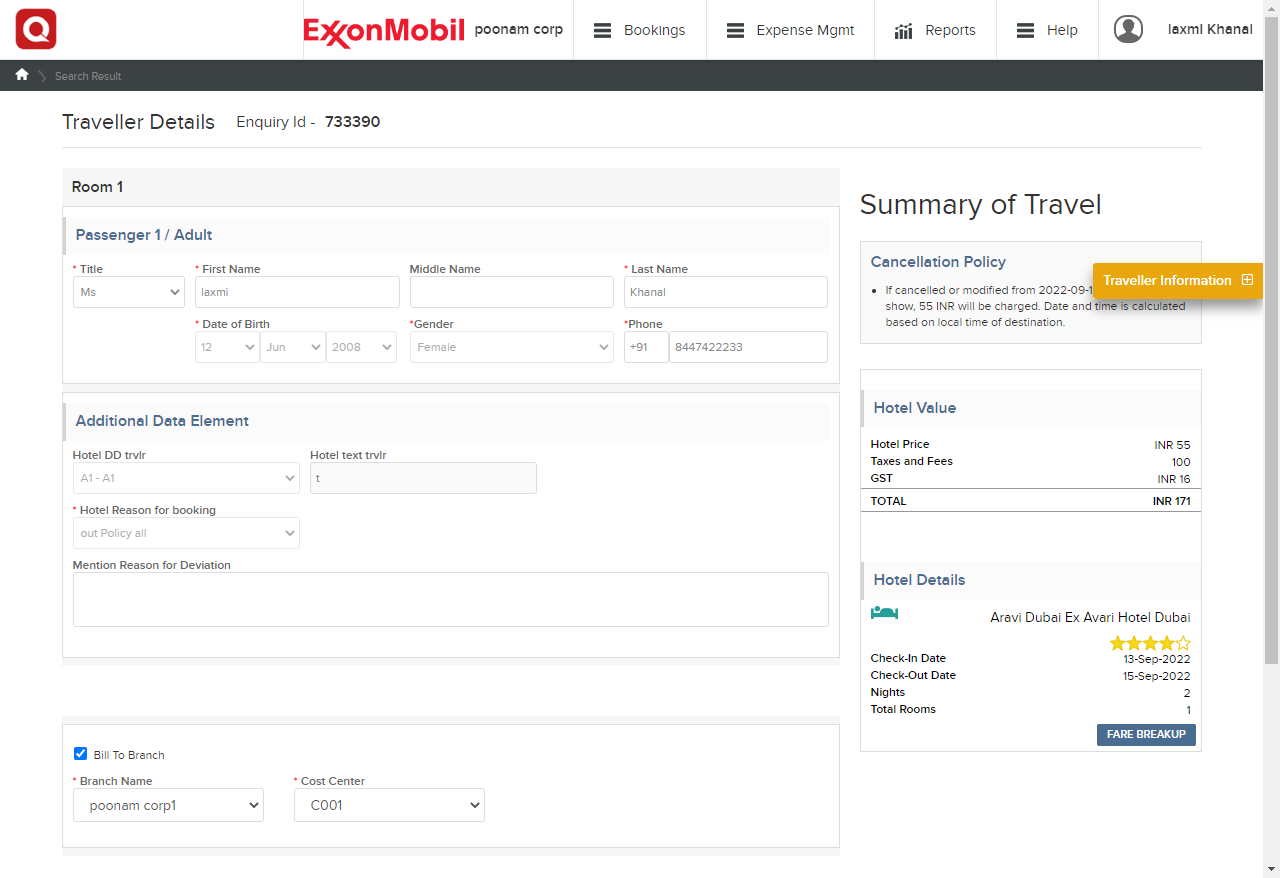 Q
ExxonMobil poonam corp Bookings Expense Mgmt Reports Help laxmi Khanal
Search Result
Traveller Details Enquiry Id - 733390
Room 1
Passenger 1 / Adult
* Title * First Name Middle Name * Last Name
Ms laxmi Khanal
* Date of Birth *Gender *Phone
12 Jun 2008 Female +91 8447422233
Additional Data Element
Hotel DD trvlr Hotel text trvlr
A1 - A1 t
* Hotel Reason for booking
out Policy all
Mention Reason for Deviation
Bill To Branch
* Branch Name * Cost Center
poonam corp1 C001
Summary of Travel
Cancellation Policy
If cancelled or modified from 2022-09-1
show, 55 INR will be charged. Date and time is calculated
based on local time of destination.
Traveller Information
Hotel Value
Hotel Price INR 55
Taxes and Fees 100
GST INR 16
TOTAL INR 171
Hotel Details
Aravi Dubai Ex Avari Hotel Dubai
Check-In Date 13-Sep-2022
Check-Out Date 15-Sep-2022
Nights 2
Total Rooms 1
FARE BREAKUP